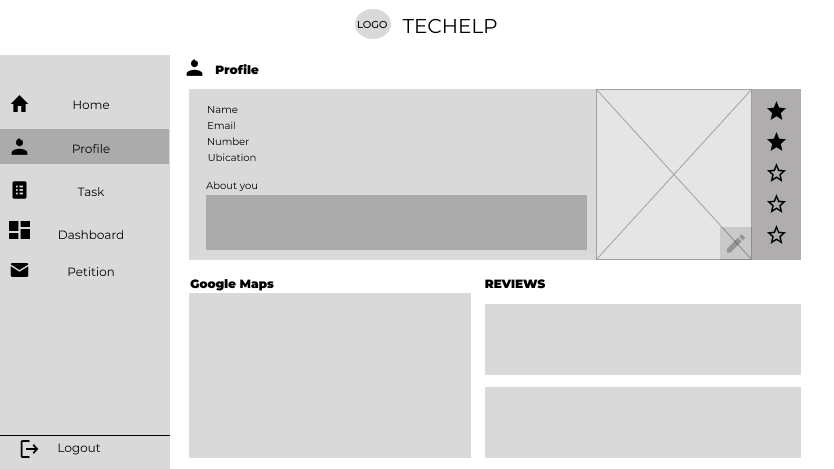 LOGO TECHELP
Profile
Home
Profile
Task
Dashboard
Petition
Logout
Name
Email
Number
Ubication
About you
Google Maps
REVIEWS